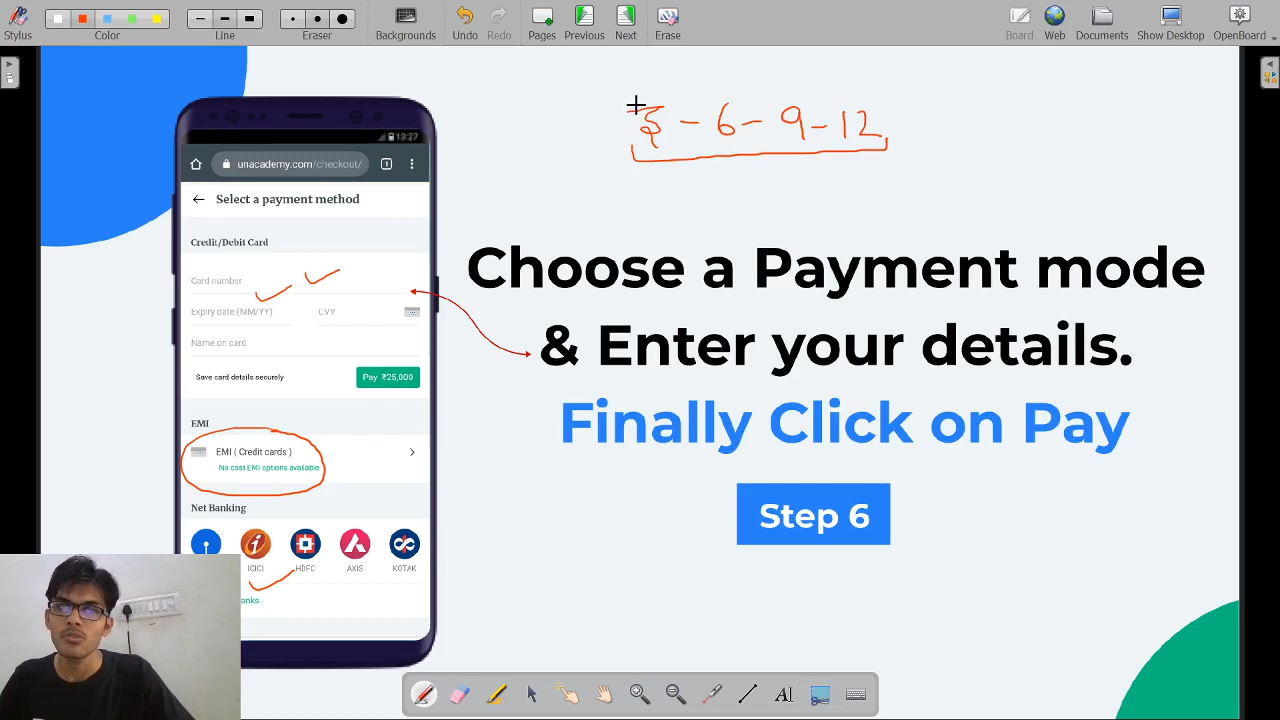 Stylus
Color
Line
Eraser
Backgrounds
Undo
Redo
Pages
Previous
Next
Erase
Board
Web
Documents
Show Desktop
OpenBoard
3 - 6 - 9 - 12
13:27
unacademy.com/checkout/
1
Select a payment method
Credit/Debit Card
Card number
Expiry date (MM/YY)
CVV
Name on card
Save card details securely
Pay ₹25,000
EMI
EMI ( Credit cards )
No cost EMI options available
Net Banking
ICICI
HDFC
AXIS
KOTAK
Choose a Payment mode
& Enter your details.
Finally Click on Pay
Step 6